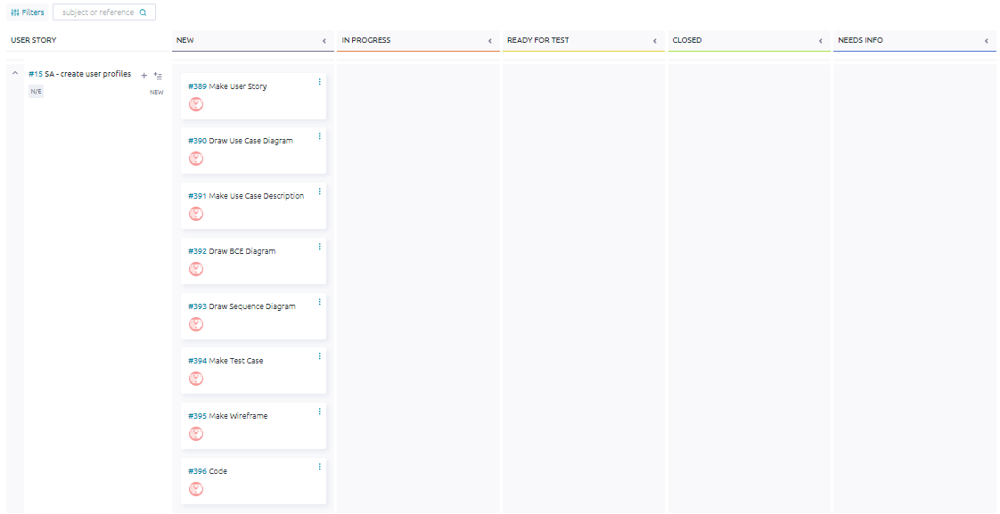 Filters subject or reference
USER STORY NEW IN PROGRESS READY FOR TEST CLOSED NEEDS INFO
#15 SA - create user profiles
N/E NEW
#389 Make User Story
#390 Draw Use Case Diagram
#391 Make Use Case Description
#392 Draw BCE Diagram
#393 Draw Sequence Diagram
#394 Make Test Case
#395 Make Wireframe
#396 Code